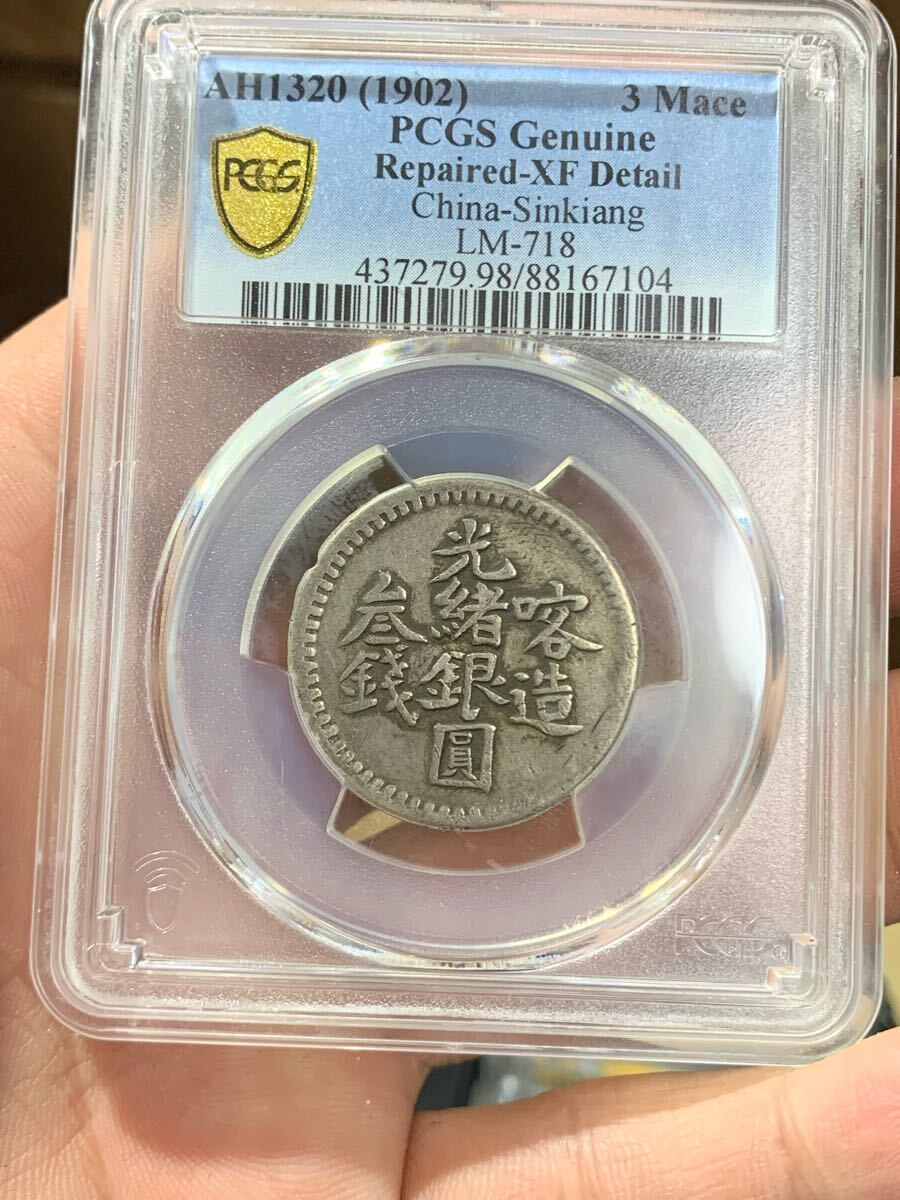 AH1320 (1902) 3 Mace
PCGS Genuine
Repaired-XF Detail
China-Sinkiang
LM-718
437279.98/88167104
PCGS
光緒銀圓
喀造
叁錢
PCGS